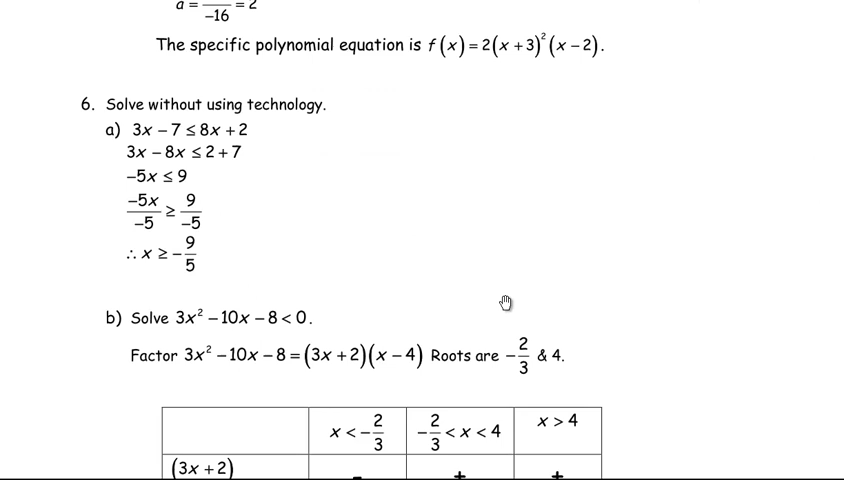 a = /-16 = 2
The specific polynomial equation is f(x) = 2(x+3)²(x−2).
6. Solve without using technology.
a) 3x − 7 ≤ 8x + 2
3x − 8x ≤ 2 + 7
−5x ≤ 9
−5x/−5 ≥ 9/−5
∴ x ≥ −9/5
b) Solve 3x² − 10x − 8 < 0.
Factor 3x² − 10x − 8 = (3x + 2)(x − 4) Roots are −2/3 & 4.
x < −2/3 −2/3 < x < 4 x > 4
(3x + 2) − + +